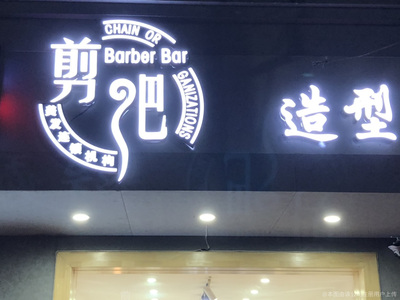 CHAIN OR
GANIZATIONS
Barber Bar
剪吧
造型